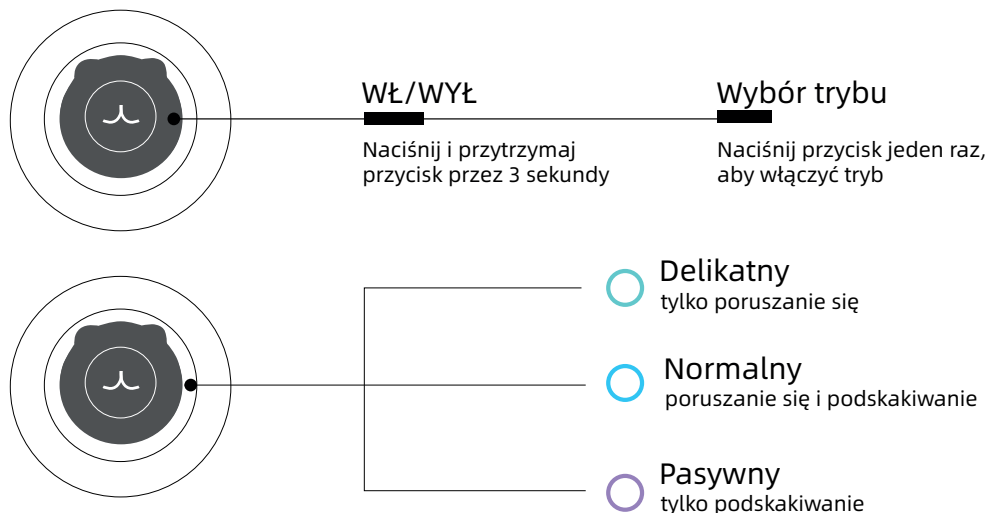 WŁ/WYŁ
Naciśnij i przytrzymaj
przycisk przez 3 sekundy
Wybór trybu
Naciśnij przycisk jeden raz,
aby włączyć tryb
Delikatny
tylko poruszanie się
Normalny
poruszanie się i podskakiwanie
Pasywny
tylko podskakiwanie